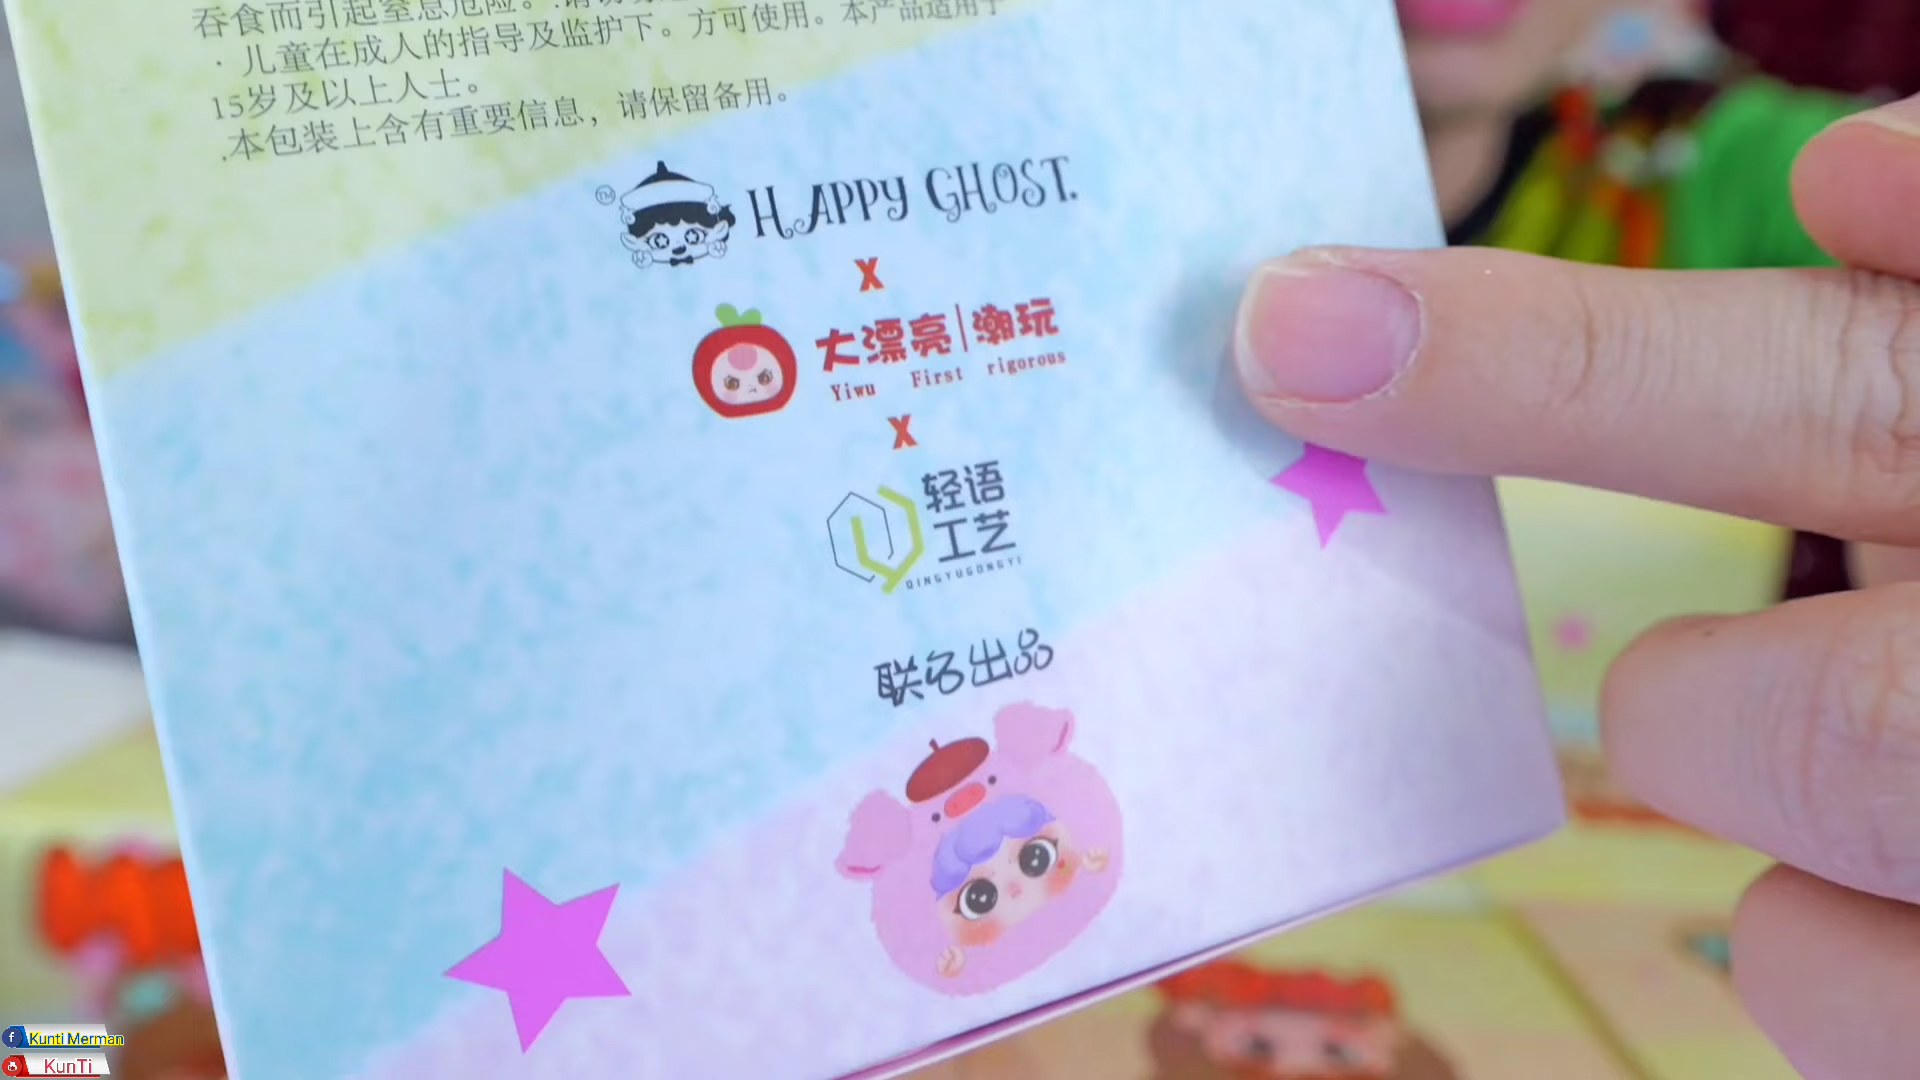 吞食而引起窒息危险。
· 儿童在成人的指导及监护下。方可使用。本产品适用于
15岁及以上人士。
.本包装上含有重要信息，请保留备用。
TM
HAPPY GHOST.
X
大漂亮|潮玩
Yiwu First rigorous
X
轻语
工艺
QINGYUGONGYI
联名出品
Kunti Merman
KunTi